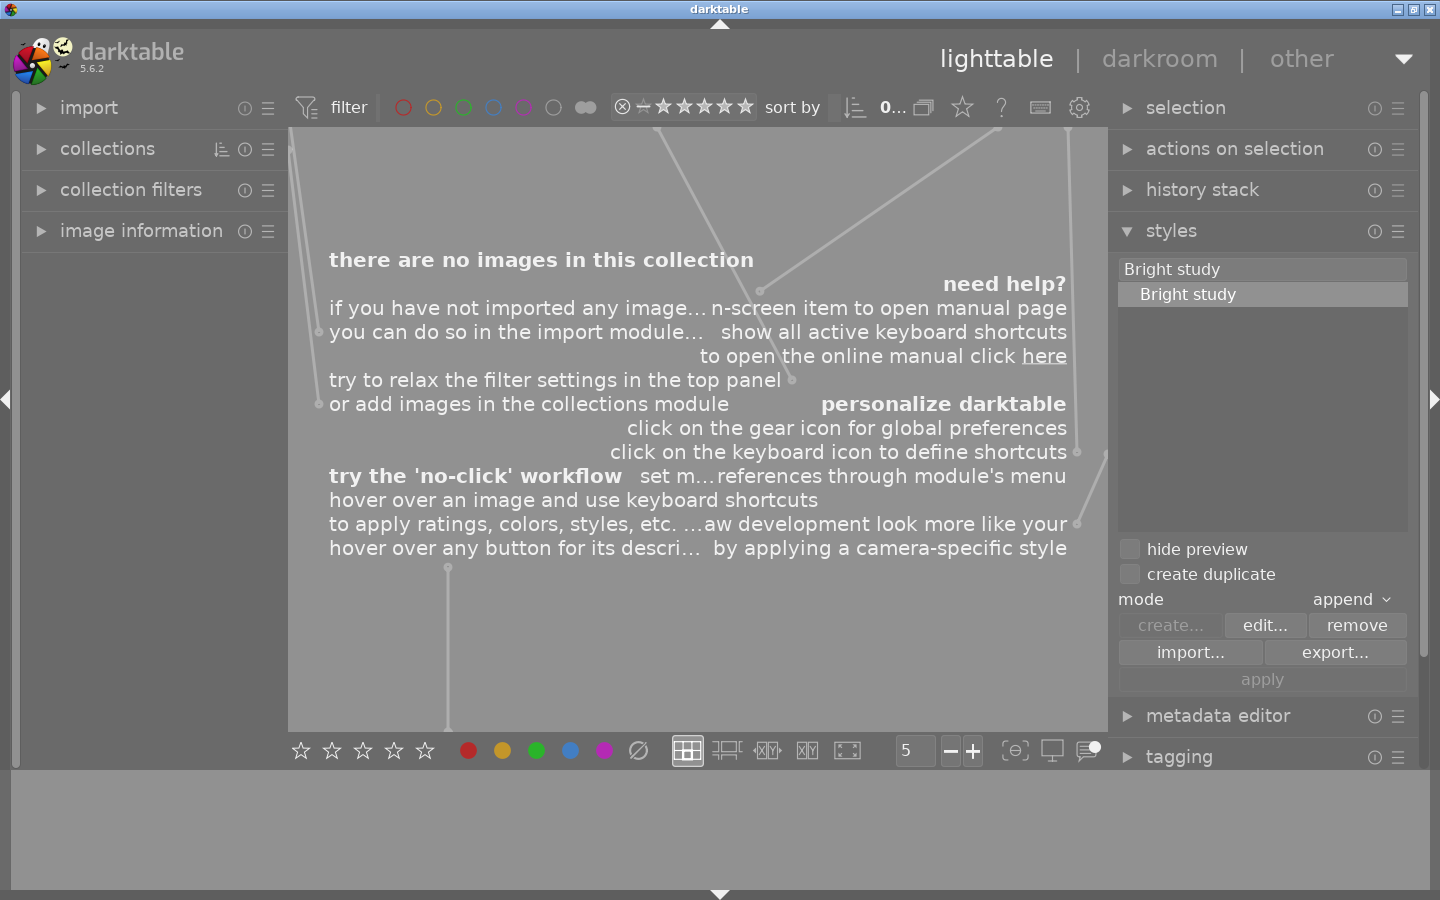 darktable
darktable
5.6.2
lighttable | darkroom | other
import
collections
collection filters
image information
filter
sort by
0...
there are no images in this collection
need help?
if you have not imported any image... n-screen item to open manual page
you can do so in the import module... show all active keyboard shortcuts
to open the online manual click here
try to relax the filter settings in the top panel
or add images in the collections module
personalize darktable
click on the gear icon for global preferences
click on the keyboard icon to define shortcuts
try the 'no-click' workflow set m...references through module's menu
hover over an image and use keyboard shortcuts
to apply ratings, colors, styles, etc. ...aw development look more like your
hover over any button for its descri... by applying a camera-specific style
5
selection
actions on selection
history stack
styles
Bright study
Bright study
hide preview
create duplicate
mode append
create... edit... remove
import... export...
apply
metadata editor
tagging